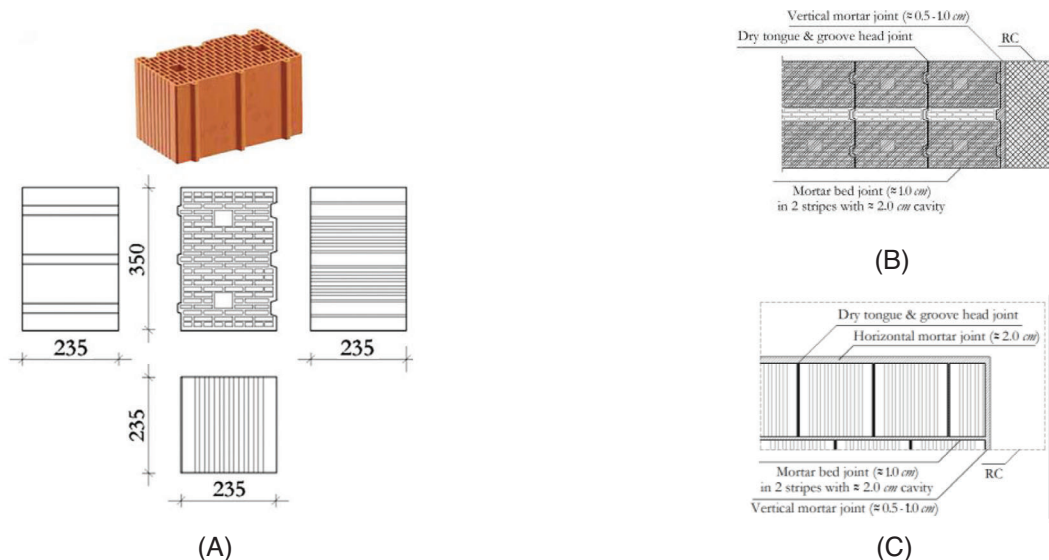 350
235
235
235
235
(A)
Vertical mortar joint (≈ 0.5 - 1.0 cm)
RC
Dry tongue & groove head joint
Mortar bed joint (≈ 1.0 cm)
in 2 stripes with ≈ 2.0 cm cavity
(B)
Dry tongue & groove head joint
Horizontal mortar joint (≈ 2.0 cm)
Mortar bed joint (≈ 1.0 cm)
in 2 stripes with ≈ 2.0 cm cavity
RC
Vertical mortar joint (≈ 0.5 - 1.0 cm)
(C)